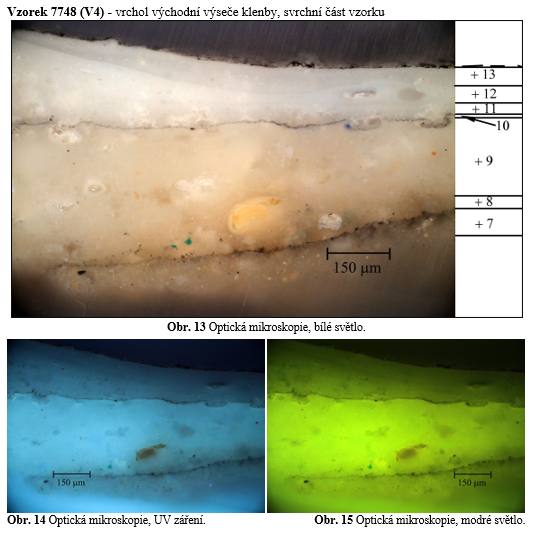 Vzorek 7748 (V4) - vrchol východní výseče klenby, svrchní část vzorku
+ 13
+ 12
+ 11
10
+ 9
+ 8
+ 7
150 µm
Obr. 13 Optická mikroskopie, bílé světlo.
150 µm
150 µm
Obr. 14 Optická mikroskopie, UV záření.
Obr. 15 Optická mikroskopie, modré světlo.